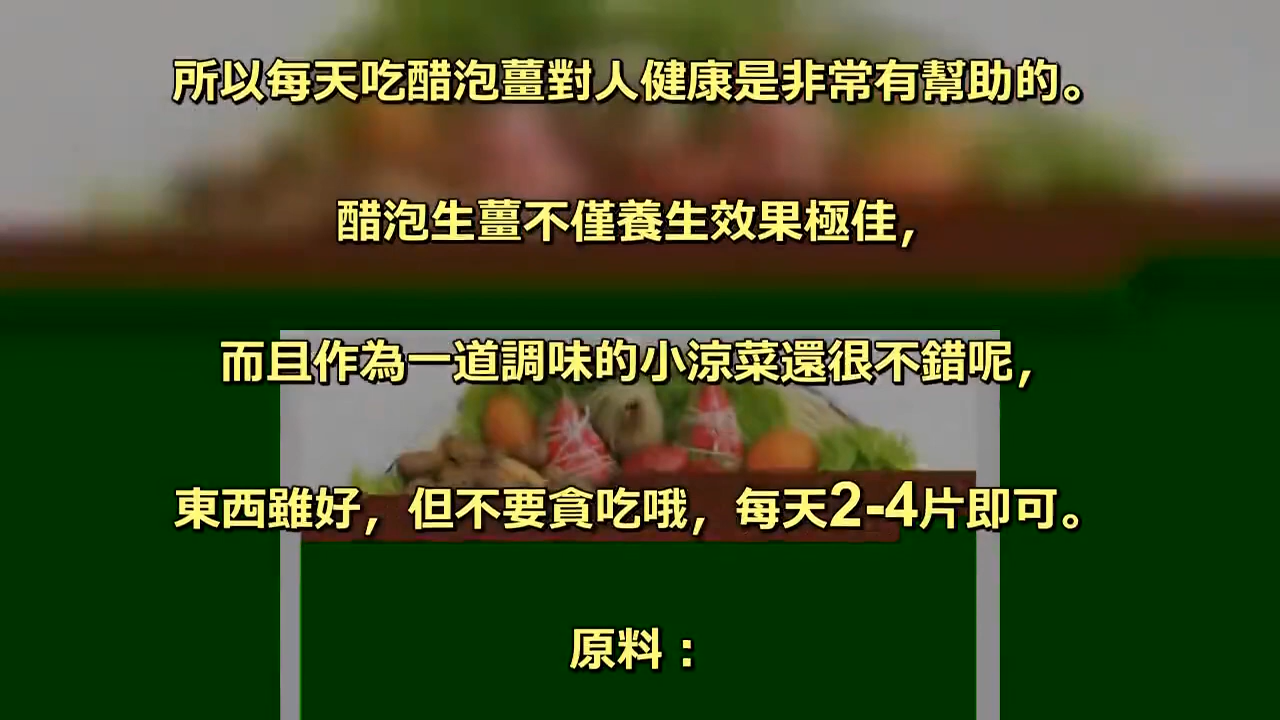 所以每天吃醋泡薑對人健康是非常有幫助的。
醋泡生薑不僅養生效果極佳，
而且作為一道調味的小涼菜還很不錯呢，
東西雖好，但不要貪吃哦，每天2-4片即可。
原料：